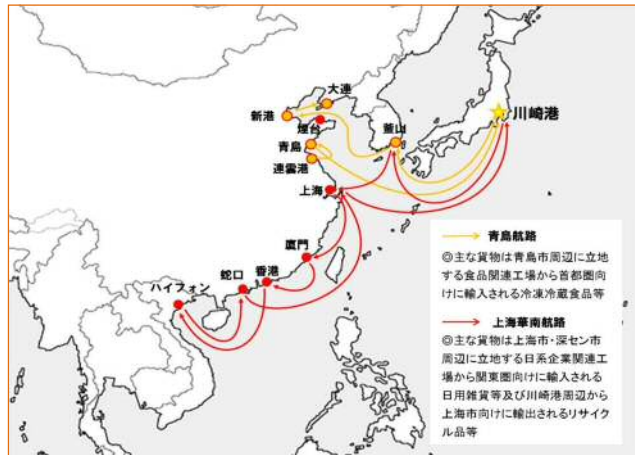 大連
新港
煙台
釜山
川崎港
青島
連雲港
上海
厦門
香港
蛇口
ハイフォン
青島航路
◎主な貨物は青島市周辺に立地
する食品関連工場から首都圏向
けに輸入される冷凍冷蔵食品等
上海華南航路
◎主な貨物は上海市・深セン市
周辺に立地する日系企業関連工
場から関東圏向けに輸入される
日用雑貨等及び川崎港周辺から
上海市向けに輸出されるリサイク
ル品等